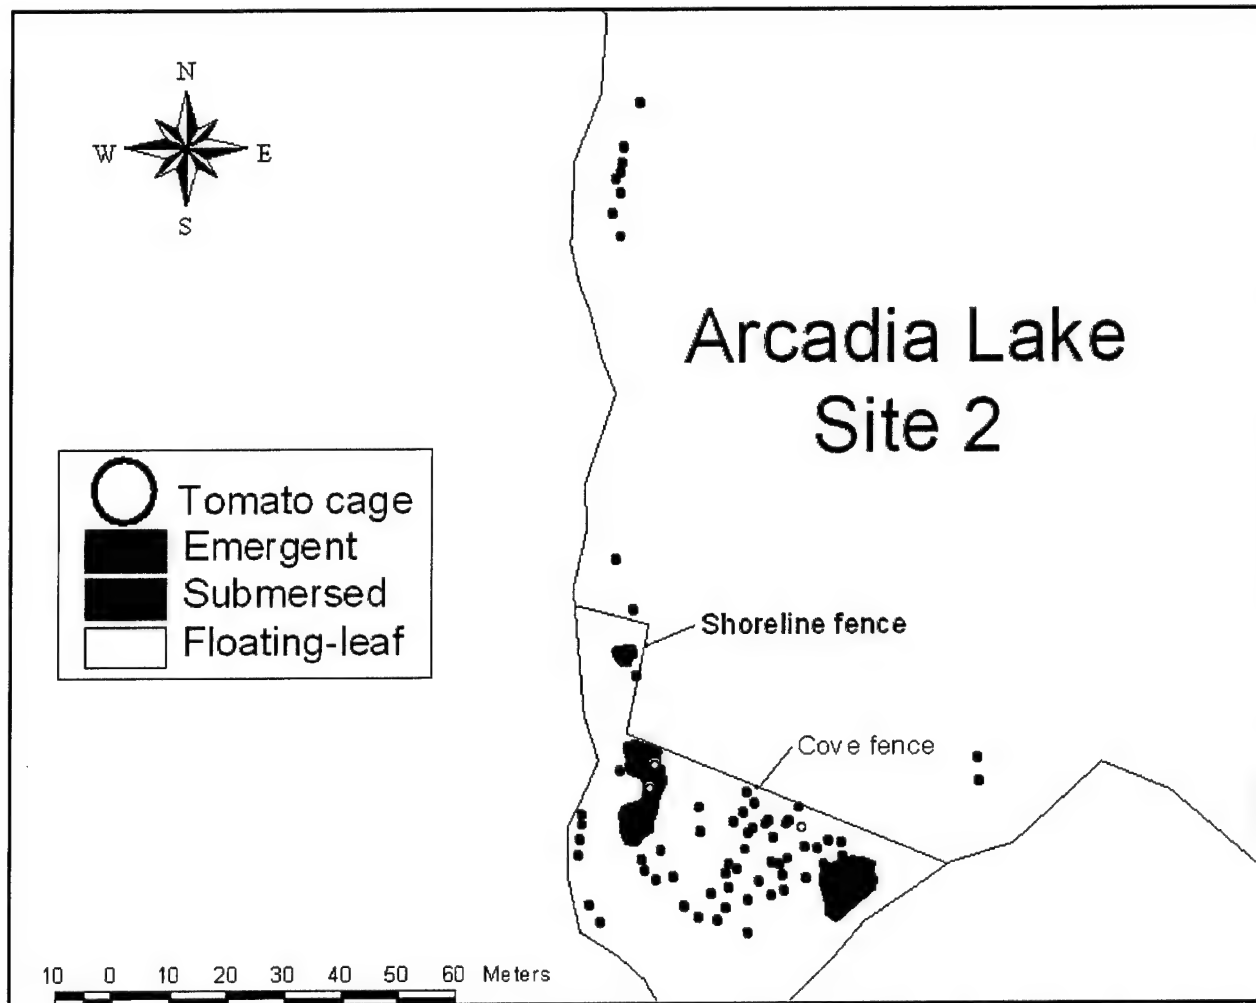 N
W E
S
Arcadia Lake
Site 2
Tomato cage
Emergent
Submersed
Floating-leaf
Shoreline fence
Cove fence
10 0 10 20 30 40 50 60 Meters